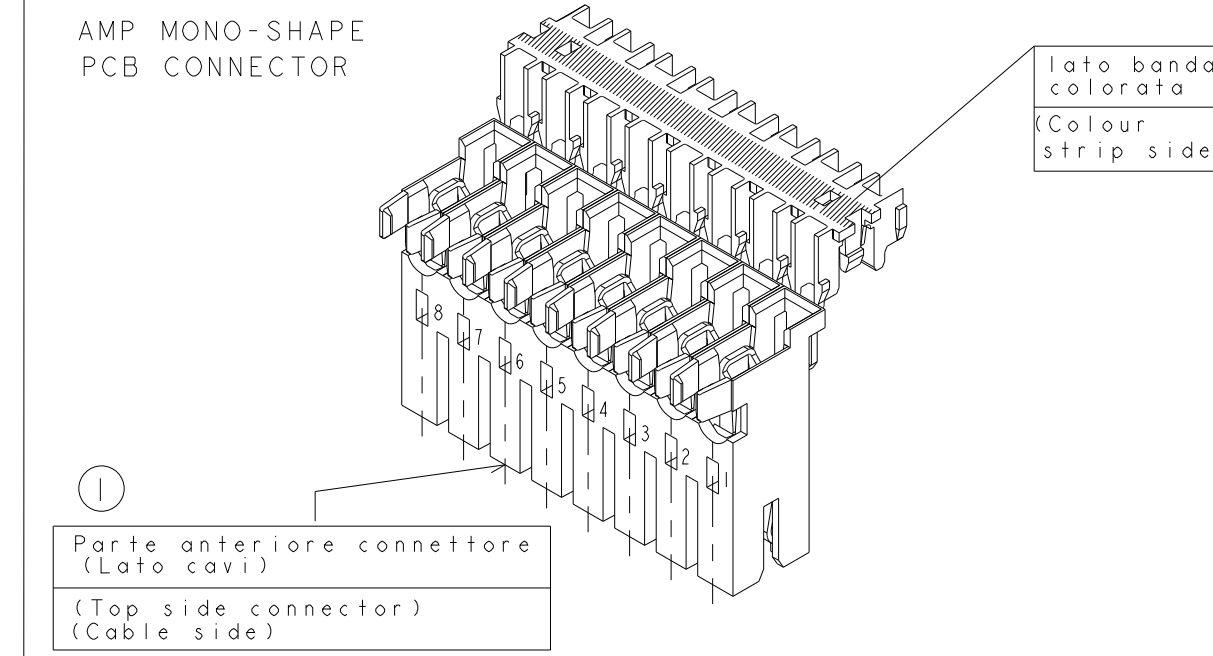 AMP MONO-SHAPE
PCB CONNECTOR
lato banda
colorata
(Colour
strip side
8
7
6
5
4
3
2
1
1
Parte anteriore connettore
(Lato cavi)
(Top side connector)
(Cable side)